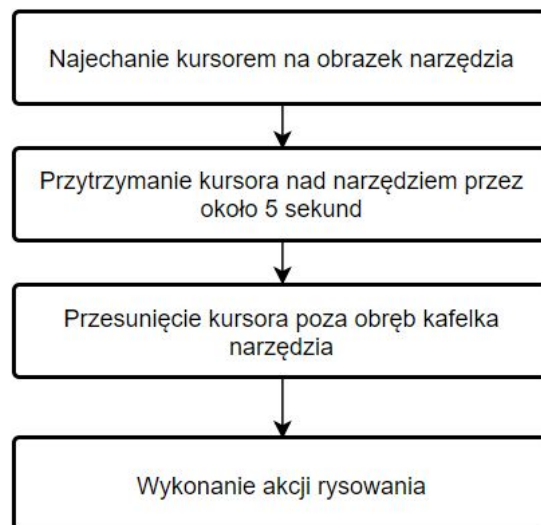 Najechanie kursorem na obrazek narzędzia
Przytrzymanie kursora nad narzędziem przez
około 5 sekund
Przesunięcie kursora poza obręb kafelka
narzędzia
Wykonanie akcji rysowania